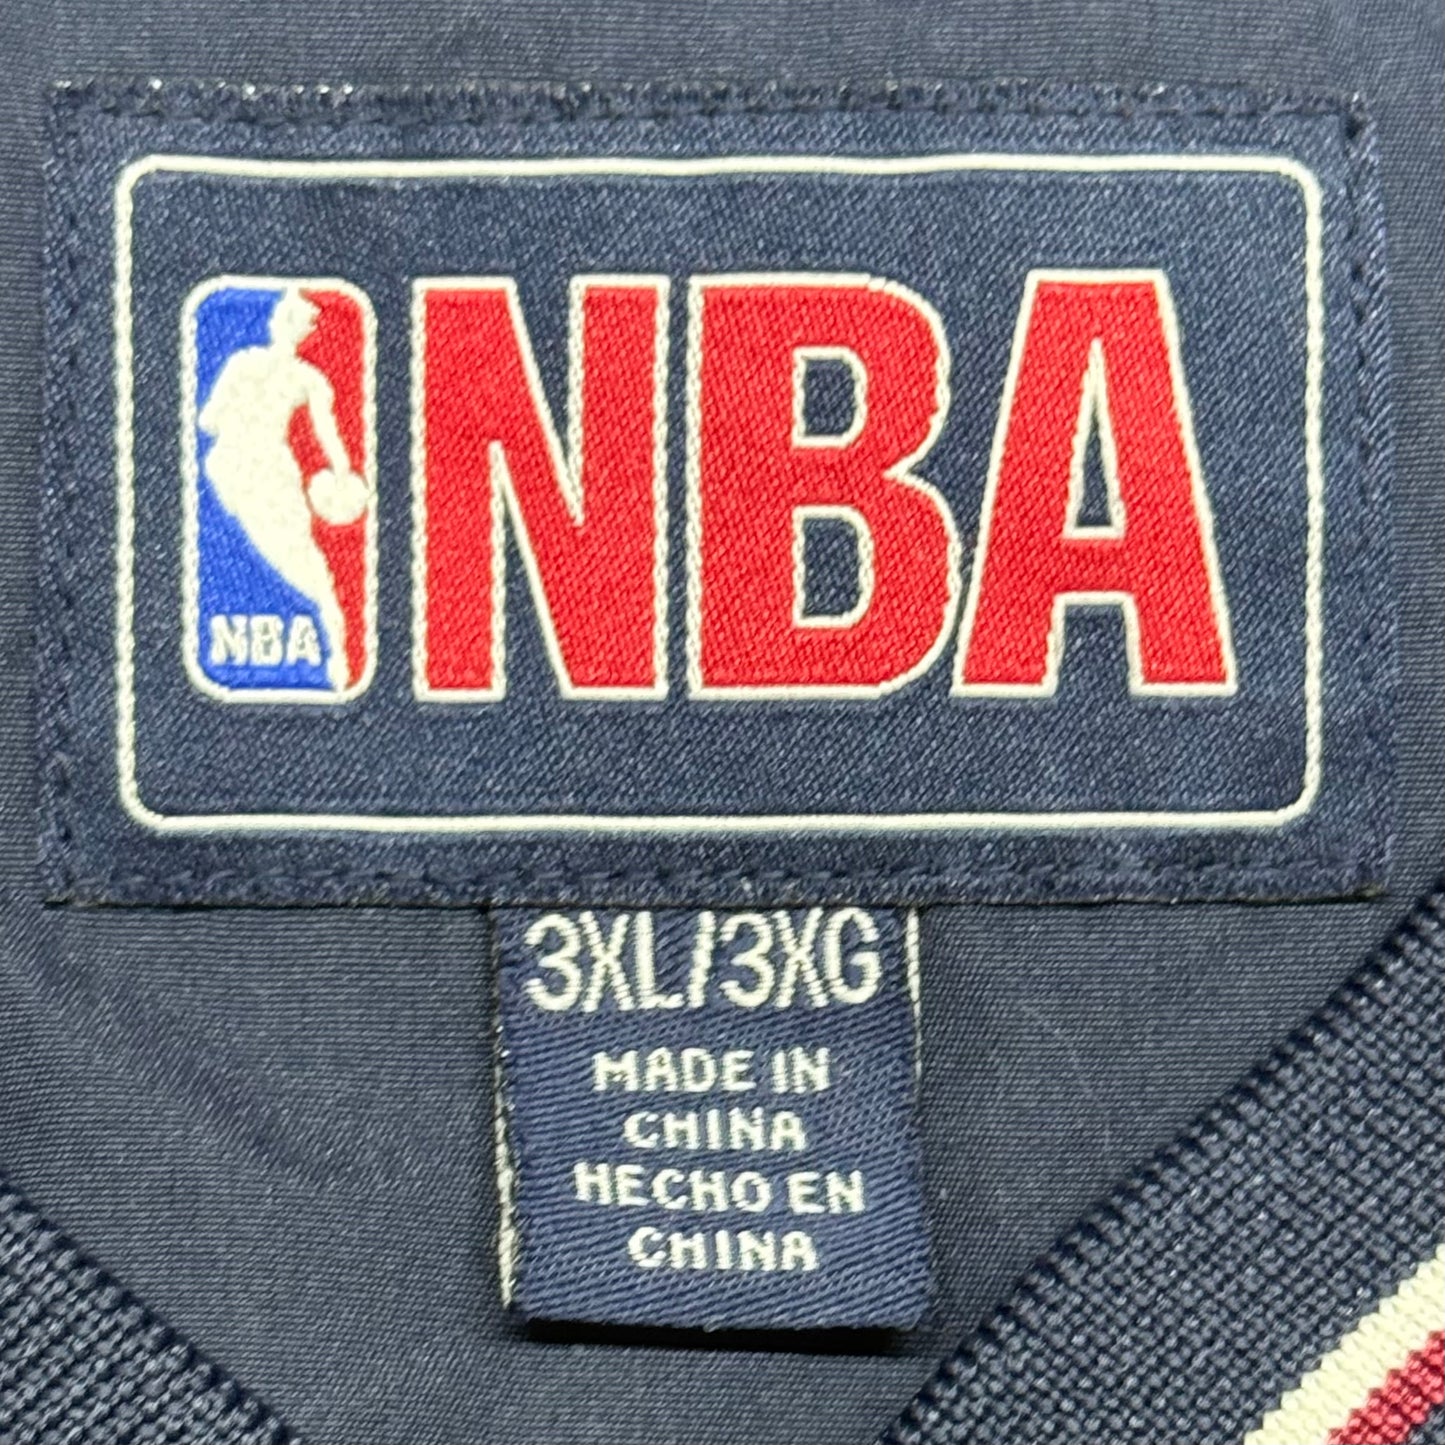 NBA NBA
3XL/3XG
MADE IN
CHINA
HECHO EN
CHINA